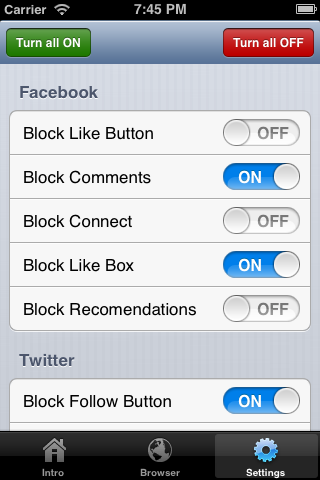 Carrier 7:45 PM
Turn all ON Turn all OFF
Facebook
Block Like Button OFF
Block Comments ON
Block Connect OFF
Block Like Box ON
Block Recomendations OFF
Twitter
Block Follow Button ON
Intro Browser Settings